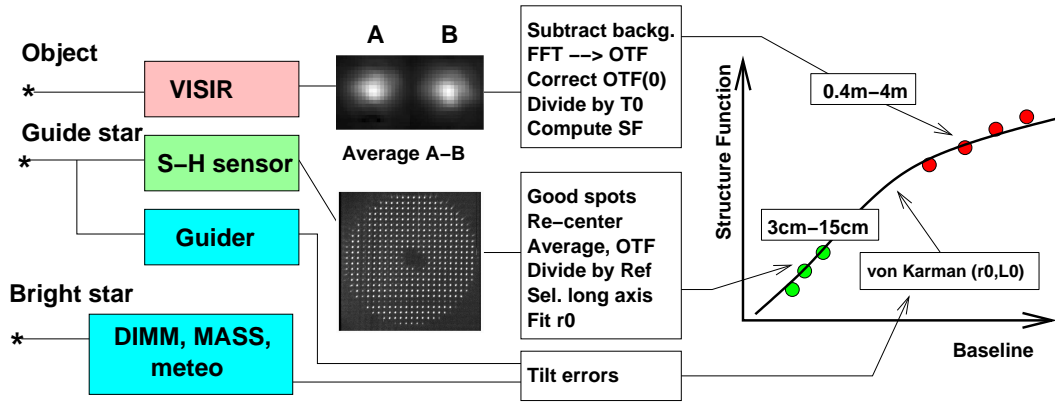 Object
*
VISIR
A B
Average A–B
Subtract backg.
FFT ––> OTF
Correct OTF(0)
Divide by T0
Compute SF
Guide star
*
S–H sensor
Guider
Good spots
Re–center
Average, OTF
Divide by Ref
Sel. long axis
Fit r0
Bright star
*
DIMM, MASS,
meteo
Tilt errors
Structure Function
0.4m–4m
3cm–15cm
von Karman (r0,L0)
Baseline